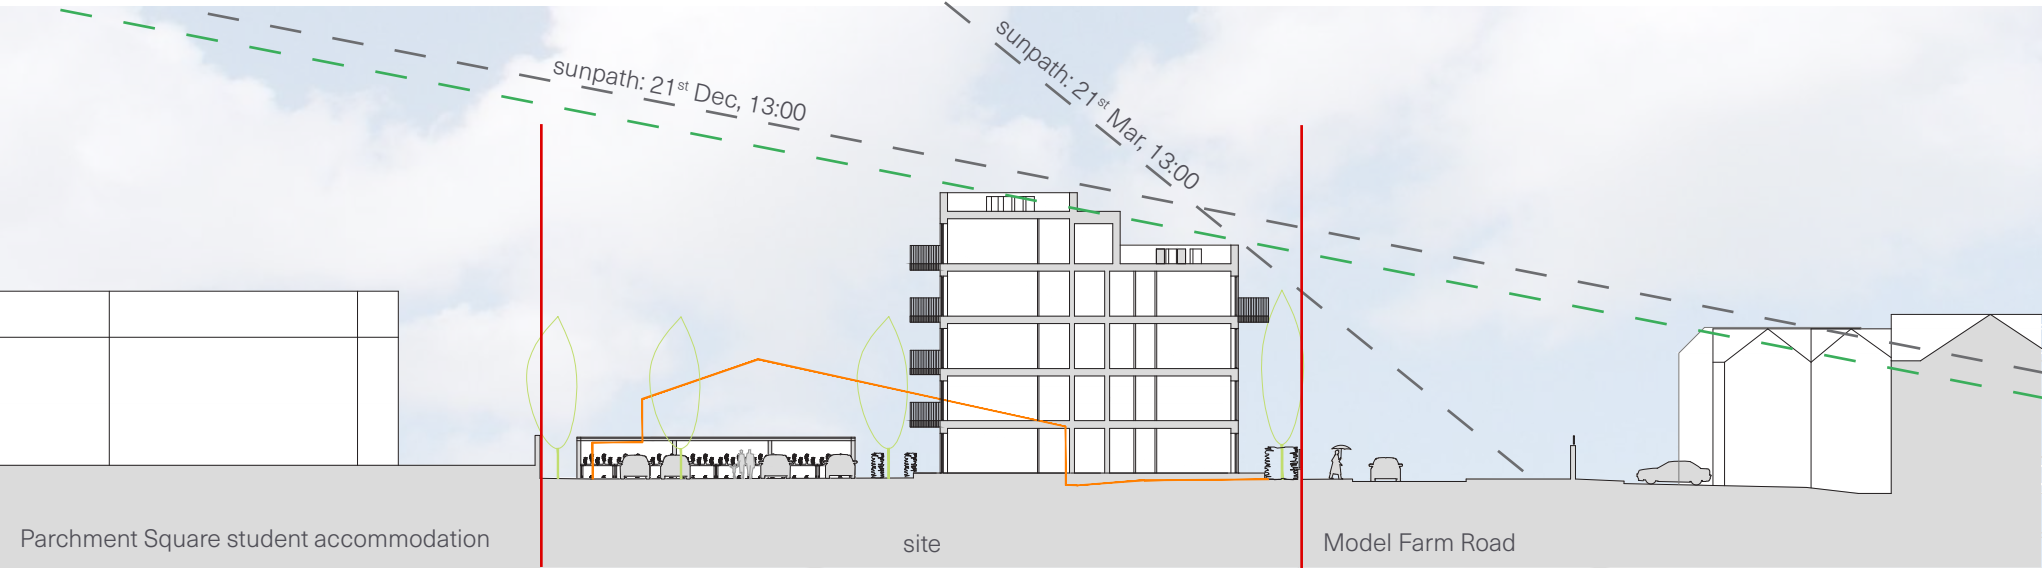 sunpath: 21st Dec, 13:00
sunpath: 21st Mar, 13:00
Parchment Square student accommodation
site
Model Farm Road